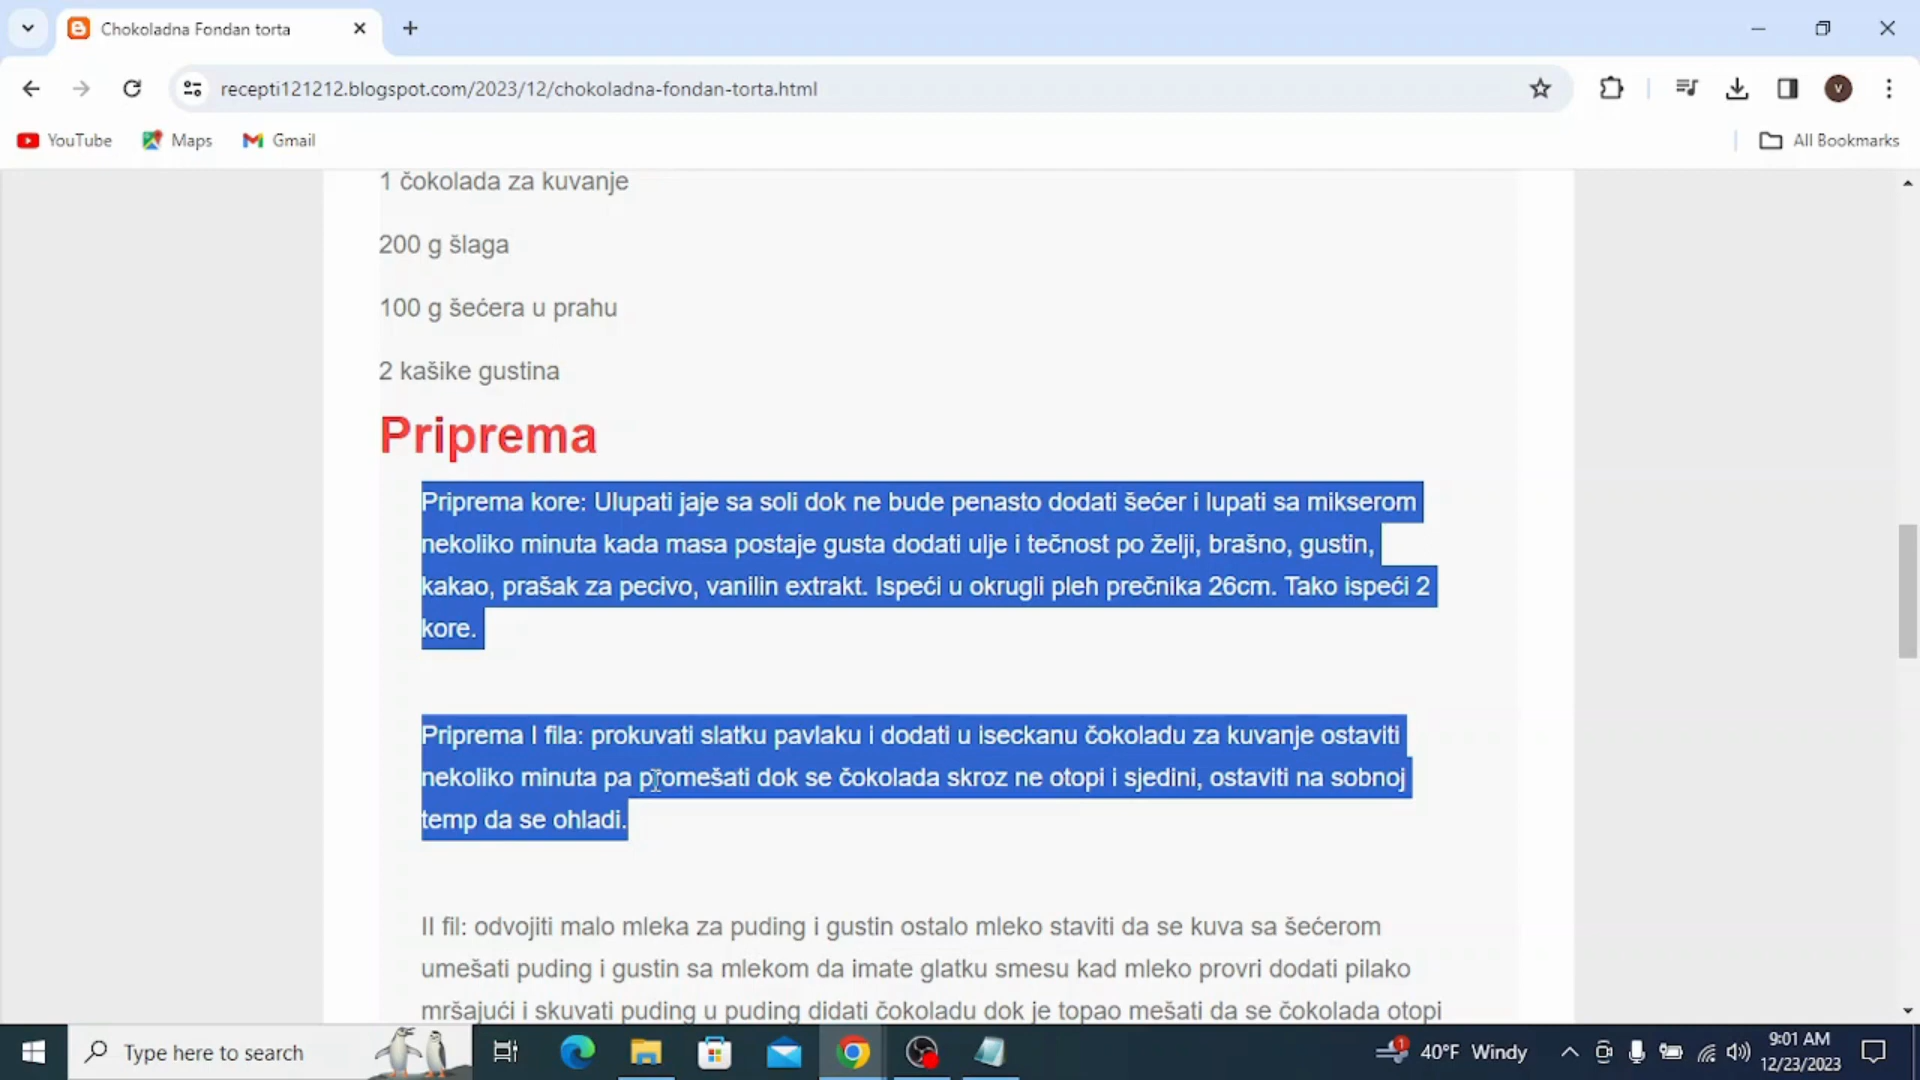 Chokoladna Fondan torta
recepti121212.blogspot.com/2023/12/chokoladna-fondan-torta.html
V
YouTube
Maps
Gmail
All Bookmarks
1 čokolada za kuvanje
200 g šlaga
100 g šećera u prahu
2 kašike gustina
Priprema
Priprema kore: Ulupati jaje sa soli dok ne bude penasto dodati šećer i lupati sa mikserom
nekoliko minuta kada masa postaje gusta dodati ulje i tečnost po želji, brašno, gustin,
kakao, prašak za pecivo, vanilin extrakt. Ispeći u okrugli pleh prečnika 26cm. Tako ispeći 2
kore.
Priprema I fila: prokuvati slatku pavlaku i dodati u iseckanu čokoladu za kuvanje ostaviti
nekoliko minuta pa promešati dok se čokolada skroz ne otopi i sjedini, ostaviti na sobnoj
temp da se ohladi.
II fil: odvojiti malo mleka za puding i gustin ostalo mleko staviti da se kuva sa šećerom
umešati puding i gustin sa mlekom da imate glatku smesu kad mleko provri dodati pilako
mršajući i skuvati puding u puding didati čokoladu dok je topao mešati da se čokolada otopi
Type here to search
1
40°F Windy
9:01 AM
12/23/2023